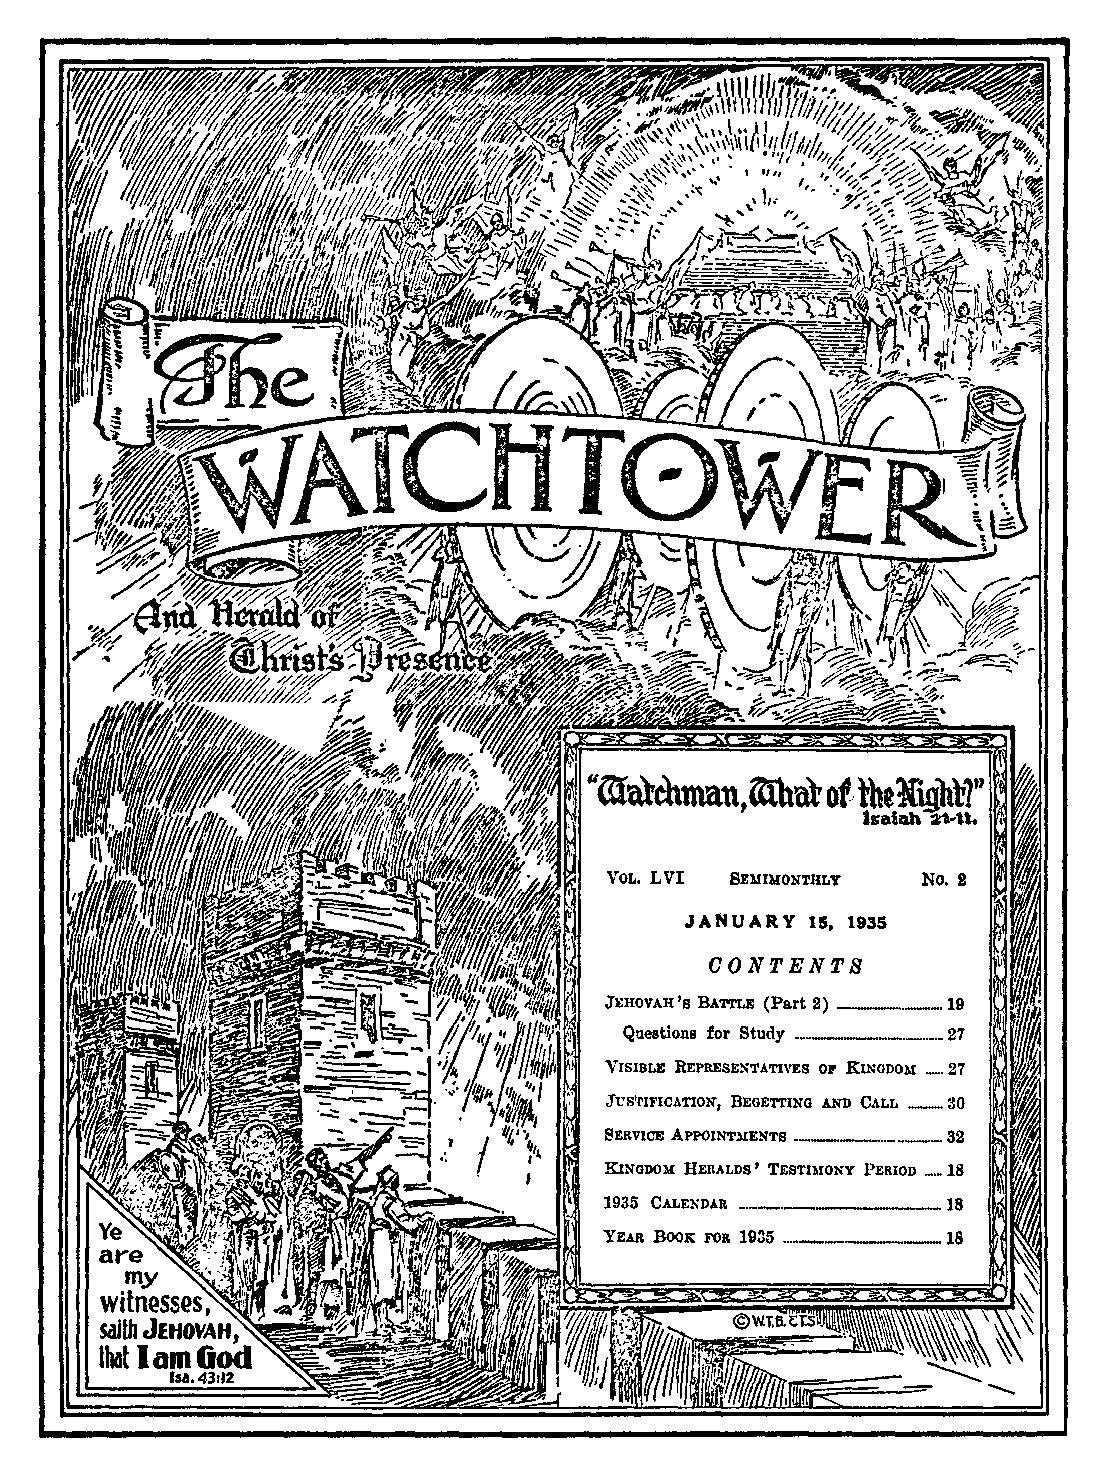 The
WATCHTOWER
And Herald of
Christ's Presence
"Watchman, What of the Night?"
Isaiah 21-11.
VOL. LVI SEMIMONTHLY No. 2
JANUARY 15, 1935
CONTENTS
JEHOVAH'S BATTLE (Part 2) 19
Questions for Study 27
VISIBLE REPRESENTATIVES OF KINGDOM 27
JUSTIFICATION, BEGETTING AND CALL 30
SERVICE APPOINTMENTS 32
KINGDOM HERALDS' TESTIMONY PERIOD 18
1935 CALENDAR 18
YEAR BOOK FOR 1935 18
©W.T.B.&T.S.
Ye
are
my
witnesses,
saith JEHOVAH,
that I am God
Isa. 43:12